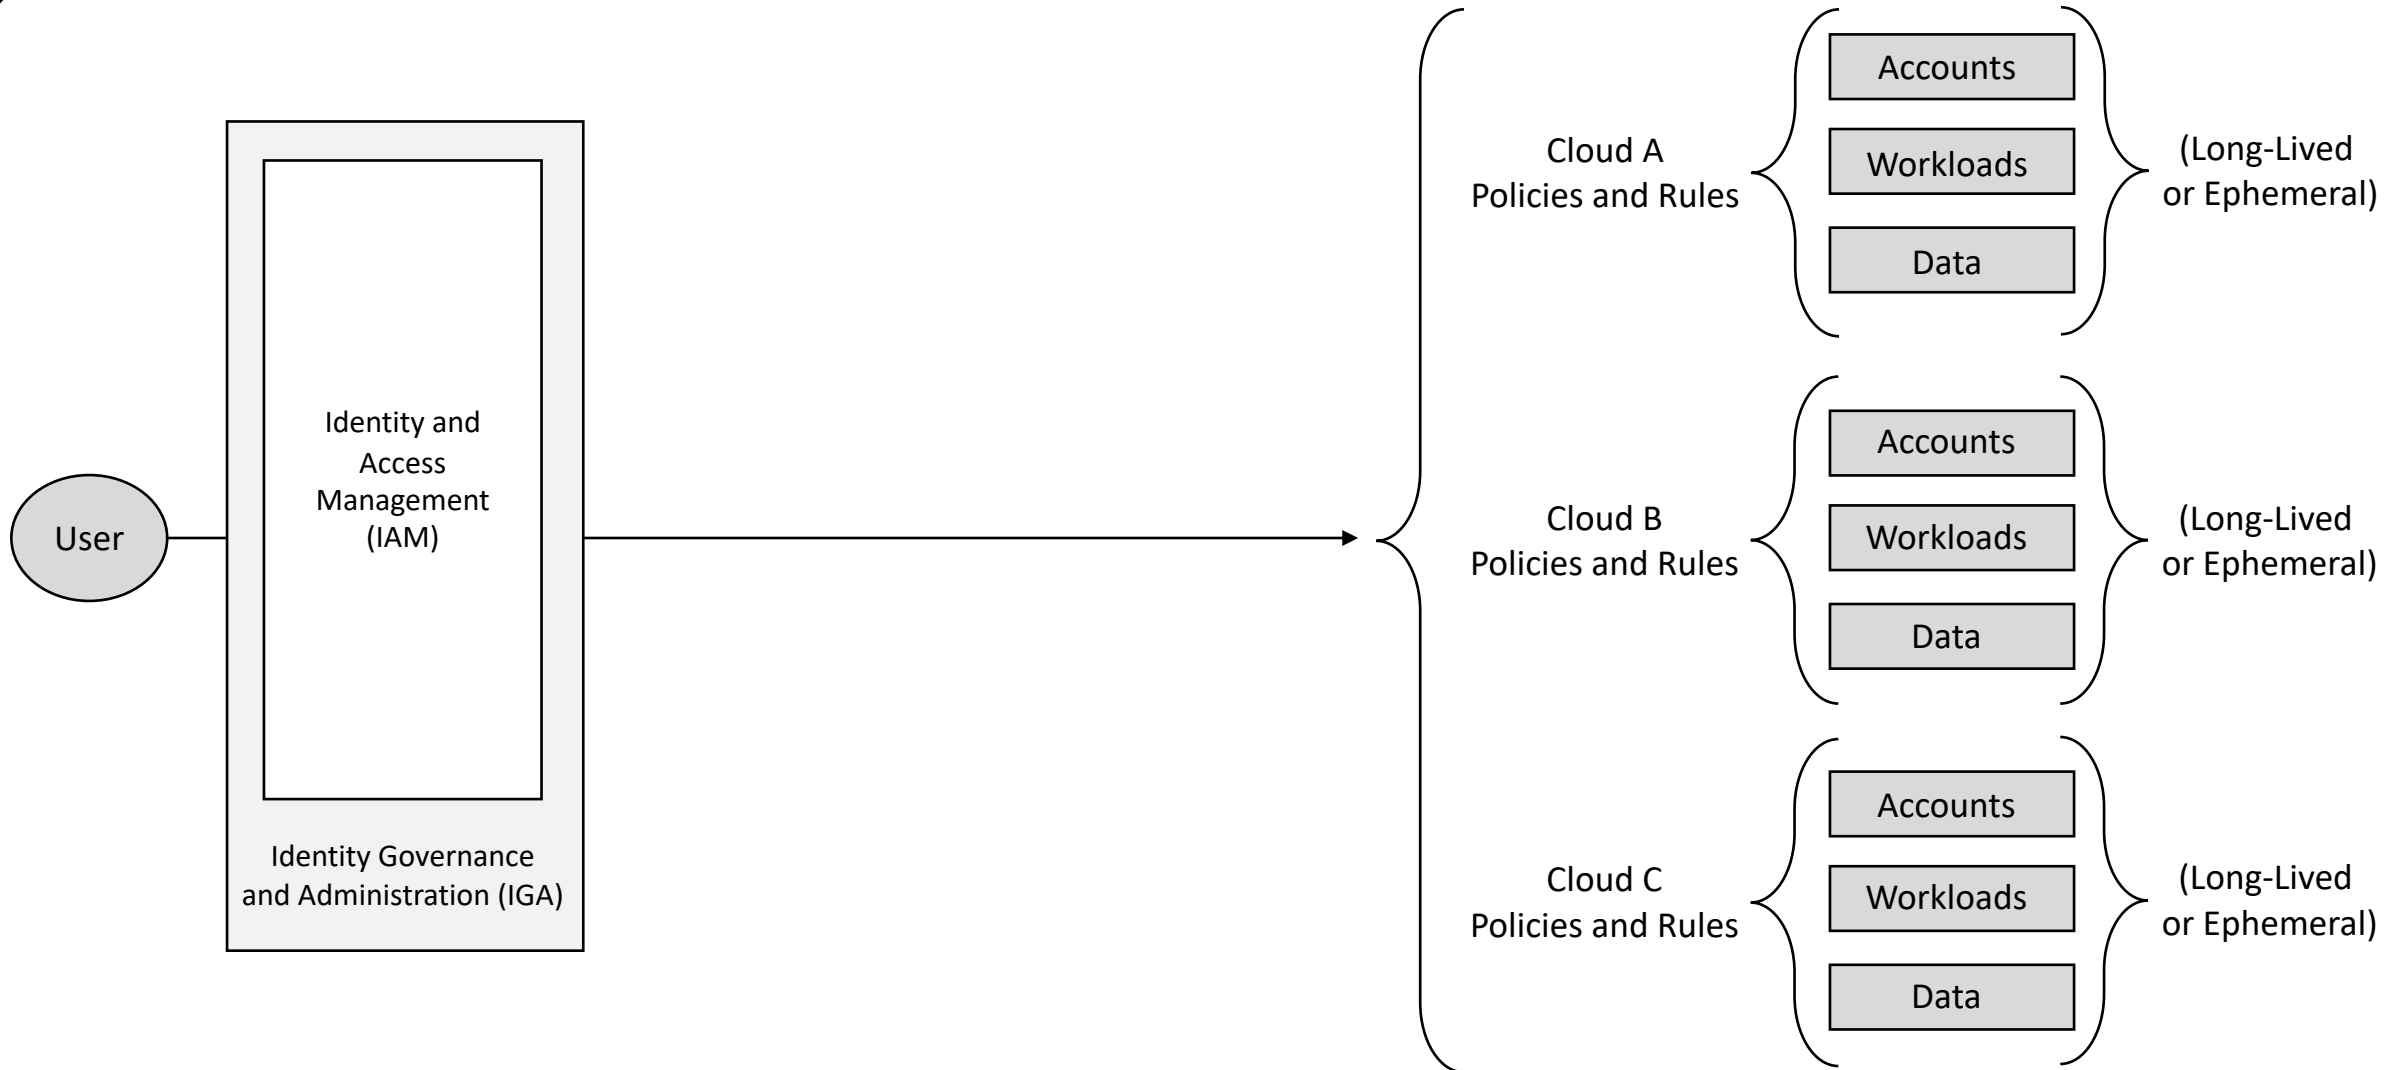 User
Identity and
Access
Management
(IAM)
Identity Governance
and Administration (IGA)
Cloud A
Policies and Rules
Accounts
Workloads
Data
(Long-Lived
or Ephemeral)
Cloud B
Policies and Rules
Accounts
Workloads
Data
(Long-Lived
or Ephemeral)
Cloud C
Policies and Rules
Accounts
Workloads
Data
(Long-Lived
or Ephemeral)